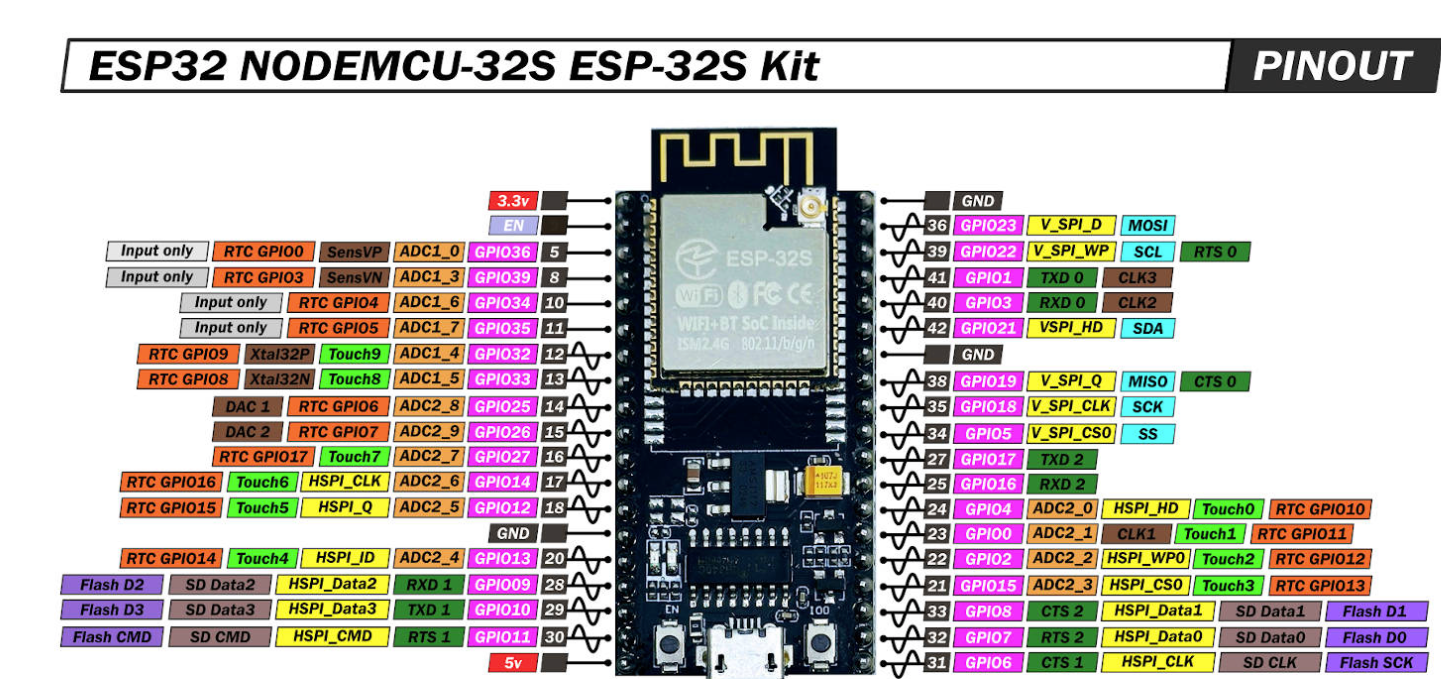 ESP32 NODEMCU-32S ESP-32S Kit PINOUT
3.3v GND
EN 36 GPIO23 V_SPI_D MOSI
Input only RTC GPIO0 SensVP ADC1_0 GPIO36 5 39 GPIO22 V_SPI_WP SCL RTS 0
Input only RTC GPIO3 SensVN ADC1_3 GPIO39 8 41 GPIO1 TXD 0 CLK3
Input only RTC GPIO4 ADC1_6 GPIO34 10 40 GPIO3 RXD 0 CLK2
Input only RTC GPIO5 ADC1_7 GPIO35 11 42 GPIO21 VSPI_HD SDA
RTC GPIO9 Xtal32P Touch9 ADC1_4 GPIO32 12 GND
RTC GPIO8 Xtal32N Touch8 ADC1_5 GPIO33 13 38 GPIO19 V_SPI_Q MISO CTS 0
DAC 1 RTC GPIO6 ADC2_8 GPIO25 14 35 GPIO18 V_SPI_CLK SCK
DAC 2 RTC GPIO7 ADC2_9 GPIO26 15 34 GPIO5 V_SPI_CS0 SS
RTC GPIO17 Touch7 ADC2_7 GPIO27 16 27 GPIO17 TXD 2
RTC GPIO16 Touch6 HSPI_CLK ADC2_6 GPIO14 17 25 GPIO16 RXD 2
RTC GPIO15 Touch5 HSPI_Q ADC2_5 GPIO12 18 24 GPIO4 ADC2_0 HSPI_HD Touch0 RTC GPIO10
GND 23 GPIO0 ADC2_1 CLK1 Touch1 RTC GPIO11
RTC GPIO14 Touch4 HSPI_ID ADC2_4 GPIO13 20 22 GPIO2 ADC2_2 HSPI_WP0 Touch2 RTC GPIO12
Flash D2 SD Data2 HSPI_Data2 RXD 1 GPIO09 28 21 GPIO15 ADC2_3 HSPI_CS0 Touch3 RTC GPIO13
Flash D3 SD Data3 HSPI_Data3 TXD 1 GPIO10 29 33 GPIO8 CTS 2 HSPI_Data1 SD Data1 Flash D1
Flash CMD SD CMD HSPI_CMD RTS 1 GPIO11 30 32 GPIO7 RTS 2 HSPI_Data0 SD Data0 Flash D0
5v 31 GPIO6 CTS 1 HSPI_CLK SD CLK Flash SCK
ESP-32S
Wi Fi FC CE
WIFI+BT SoC Inside
ISM2.4G 802.11/b/g/n
EN IO0